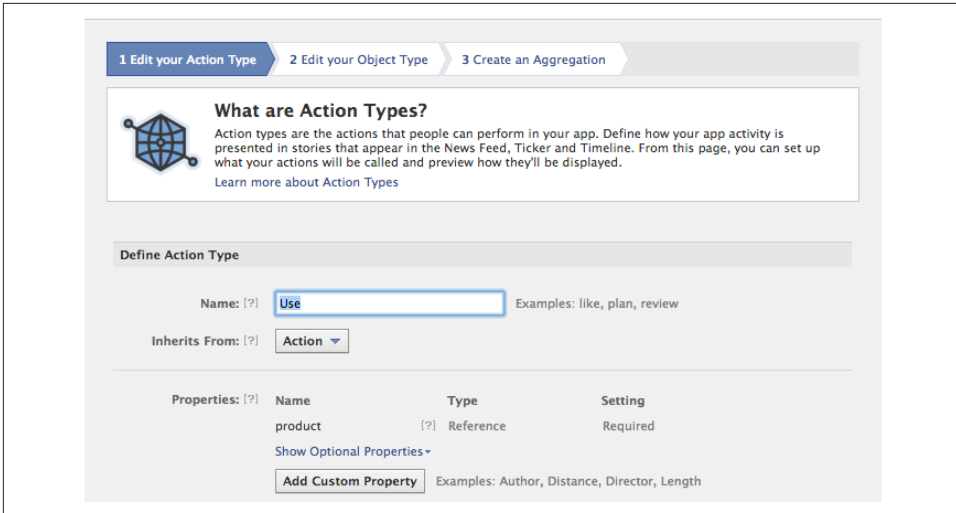 1 Edit your Action Type 2 Edit your Object Type 3 Create an Aggregation
What are Action Types?
Action types are the actions that people can perform in your app. Define how your app activity is
presented in stories that appear in the News Feed, Ticker and Timeline. From this page, you can set up
what your actions will be called and preview how they'll be displayed.
Learn more about Action Types
Define Action Type
Name: [?] Use Examples: like, plan, review
Inherits From: [?] Action
Properties: [?] Name Type Setting
product [?] Reference Required
Show Optional Properties
Add Custom Property Examples: Author, Distance, Director, Length